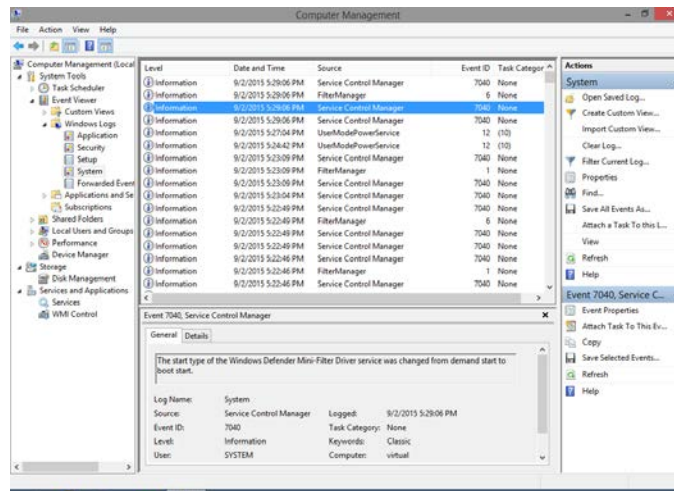 Computer Management
File Action View Help
Computer Management (Local
System Tools
Task Scheduler
Event Viewer
Custom Views
Windows Logs
Application
Security
Setup
System
Forwarded Event
Applications and Se
Subscriptions
Shared Folders
Local Users and Groups
Performance
Device Manager
Storage
Disk Management
Services and Applications
Services
WMI Control
Level Date and Time Source Event ID Task Categor
Information 9/2/2015 5:29:06 PM Service Control Manager 7040 None
Information 9/2/2015 5:29:06 PM FilterManager 6 None
Information 9/2/2015 5:29:06 PM Service Control Manager 7040 None
Information 9/2/2015 5:29:06 PM Service Control Manager 7040 None
Information 9/2/2015 5:27:04 PM UserModePowerService 12 (10)
Information 9/2/2015 5:24:42 PM UserModePowerService 12 (10)
Information 9/2/2015 5:23:09 PM Service Control Manager 7040 None
Information 9/2/2015 5:23:09 PM FilterManager 1 None
Information 9/2/2015 5:23:09 PM Service Control Manager 7040 None
Information 9/2/2015 5:23:04 PM Service Control Manager 7040 None
Information 9/2/2015 5:22:49 PM Service Control Manager 7040 None
Information 9/2/2015 5:22:49 PM FilterManager 6 None
Information 9/2/2015 5:22:49 PM Service Control Manager 7040 None
Information 9/2/2015 5:22:49 PM Service Control Manager 7040 None
Information 9/2/2015 5:22:46 PM Service Control Manager 7040 None
Information 9/2/2015 5:22:46 PM FilterManager 1 None
Information 9/2/2015 5:22:46 PM Service Control Manager 7040 None
Event 7040, Service Control Manager
General Details
The start type of the Windows Defender Mini-Filter Driver service was changed from demand start to
boot start.
Log Name: System
Source: Service Control Manager Logged: 9/2/2015 5:29:06 PM
Event ID: 7040 Task Category: None
Level: Information Keywords: Classic
User: SYSTEM Computer: virtual
Actions
System
Open Saved Log...
Create Custom View...
Import Custom View...
Clear Log...
Filter Current Log...
Properties
Find...
Save All Events As...
Attach a Task To this L...
View
Refresh
Help
Event 7040, Service C...
Event Properties
Attach Task To This Ev...
Copy
Save Selected Events...
Refresh
Help